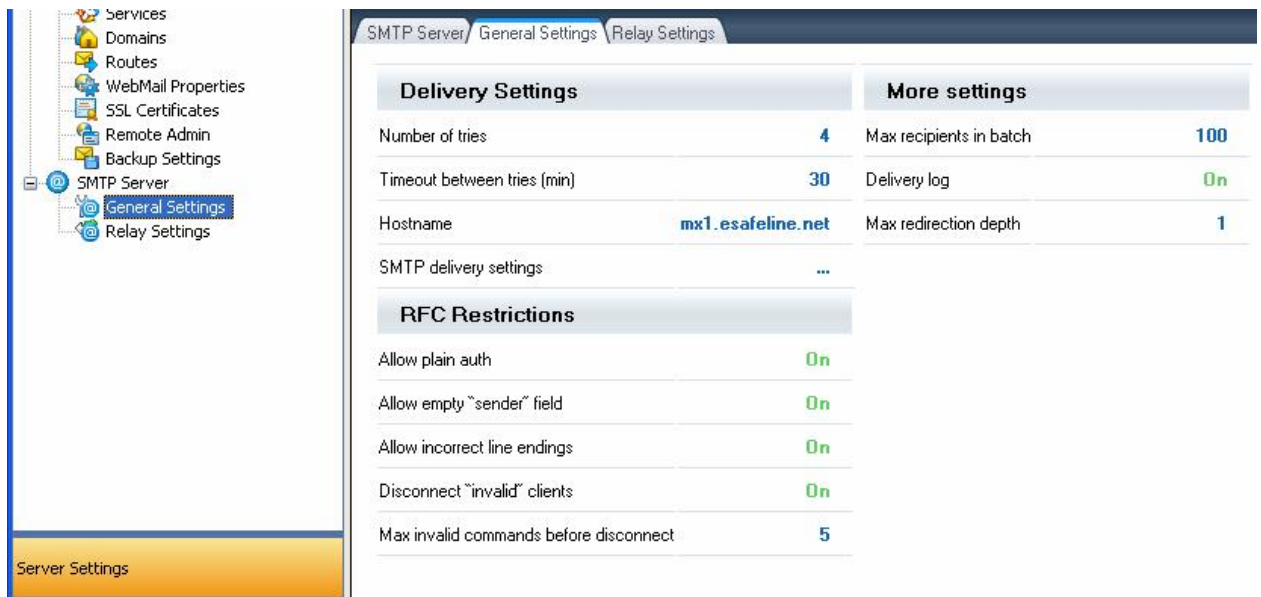 Services
Domains
Routes
WebMail Properties
SSL Certificates
Remote Admin
Backup Settings
SMTP Server
General Settings
Relay Settings
Server Settings
SMTP Server General Settings Relay Settings
Delivery Settings
Number of tries 4
Timeout between tries (min) 30
Hostname mx1.esafeline.net
SMTP delivery settings ...
RFC Restrictions
Allow plain auth On
Allow empty "sender" field On
Allow incorrect line endings On
Disconnect "invalid" clients On
Max invalid commands before disconnect 5
More settings
Max recipients in batch 100
Delivery log On
Max redirection depth 1